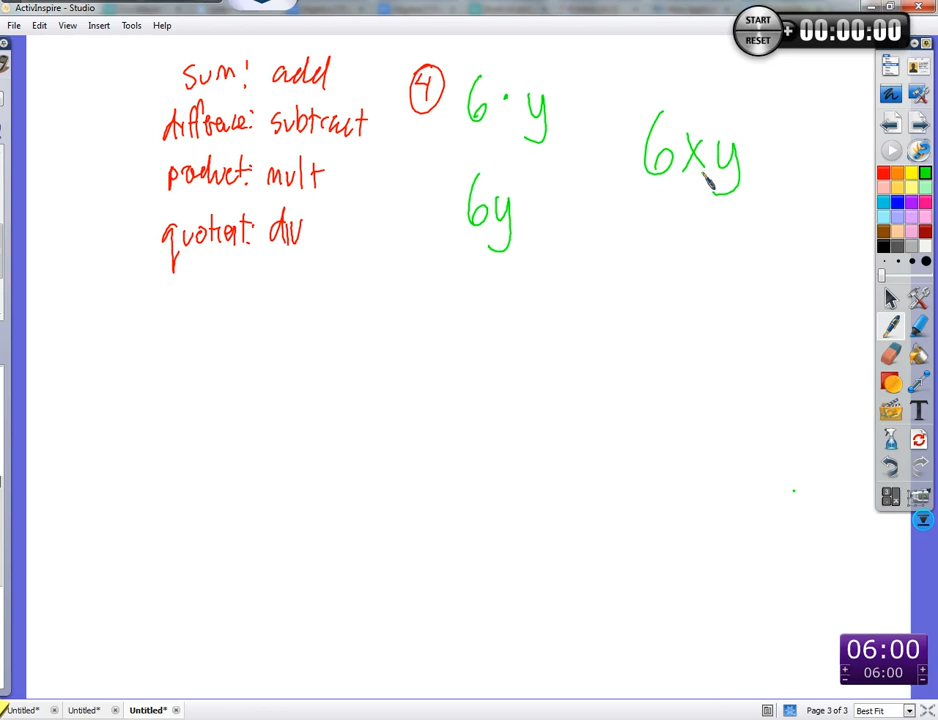 ActivInspire - Studio
File Edit View Insert Tools Help
START
RESET
00:00:00
sum: add
difference: subtract
product: mult
quotient: div
④ 6 · y
6y
6xy
06:00
06:00
Untitled* Untitled* Untitled*
Page 3 of 3 Best Fit